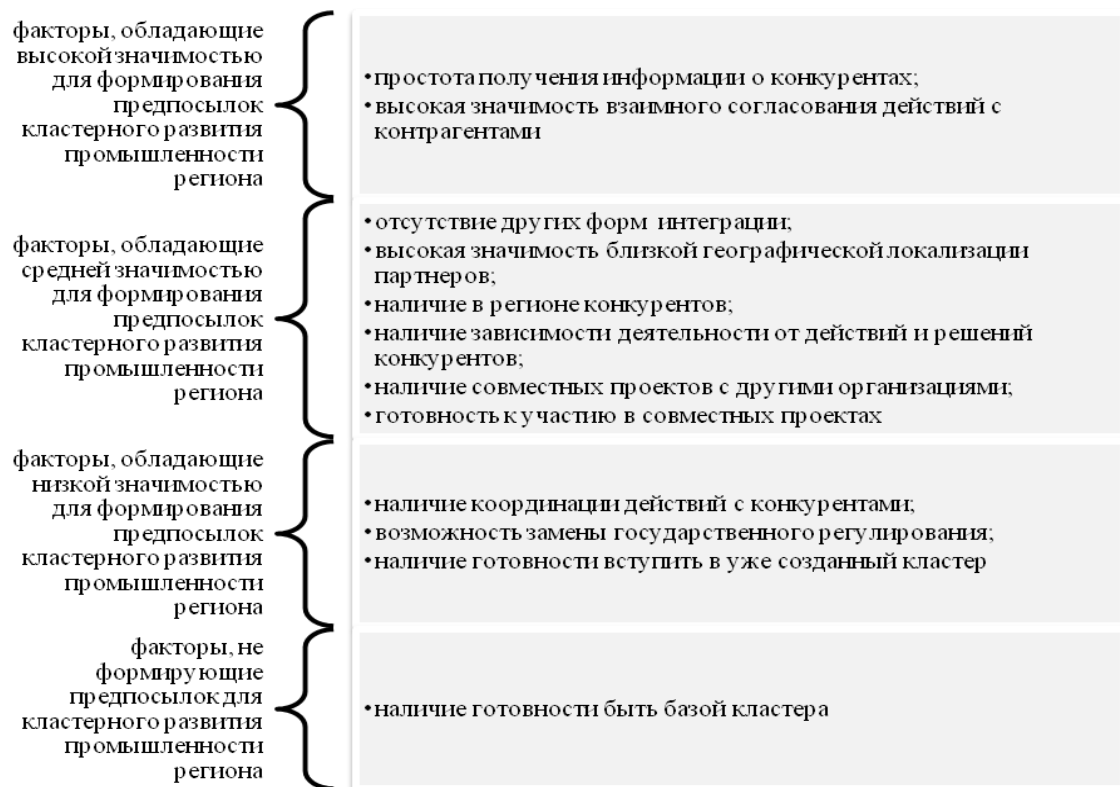 факторы, обладающие
высокой значимостью
для формирования
предпосылок
кластерного развития
промышленности
региона
•простота получения информации о конкурентах;
•высокая значимость взаимного согласования действий с
контрагентами
факторы, обладающие
средней значимостью
для формирования
предпосылок
кластерного развития
промышленности
региона
•отсутствие других форм интеграции;
•высокая значимость близкой географической локализации
партнеров;
•наличие в регионе конкурентов;
•наличие зависимости деятельности от действий и решений
конкурентов;
•наличие совместных проектов с другими организациями;
•готовность к участию в совместных проектах
факторы, обладающие
низкой значимостью
для формирования
предпосылок
кластерного развития
промышленности
региона
•наличие координации действий с конкурентами;
•возможность замены государственного регулирования;
•наличие готовности вступить в уже созданный кластер
факторы, не
формирующие
предпосылок для
кластерного развития
промышленности
региона
•наличие готовности быть базой кластера